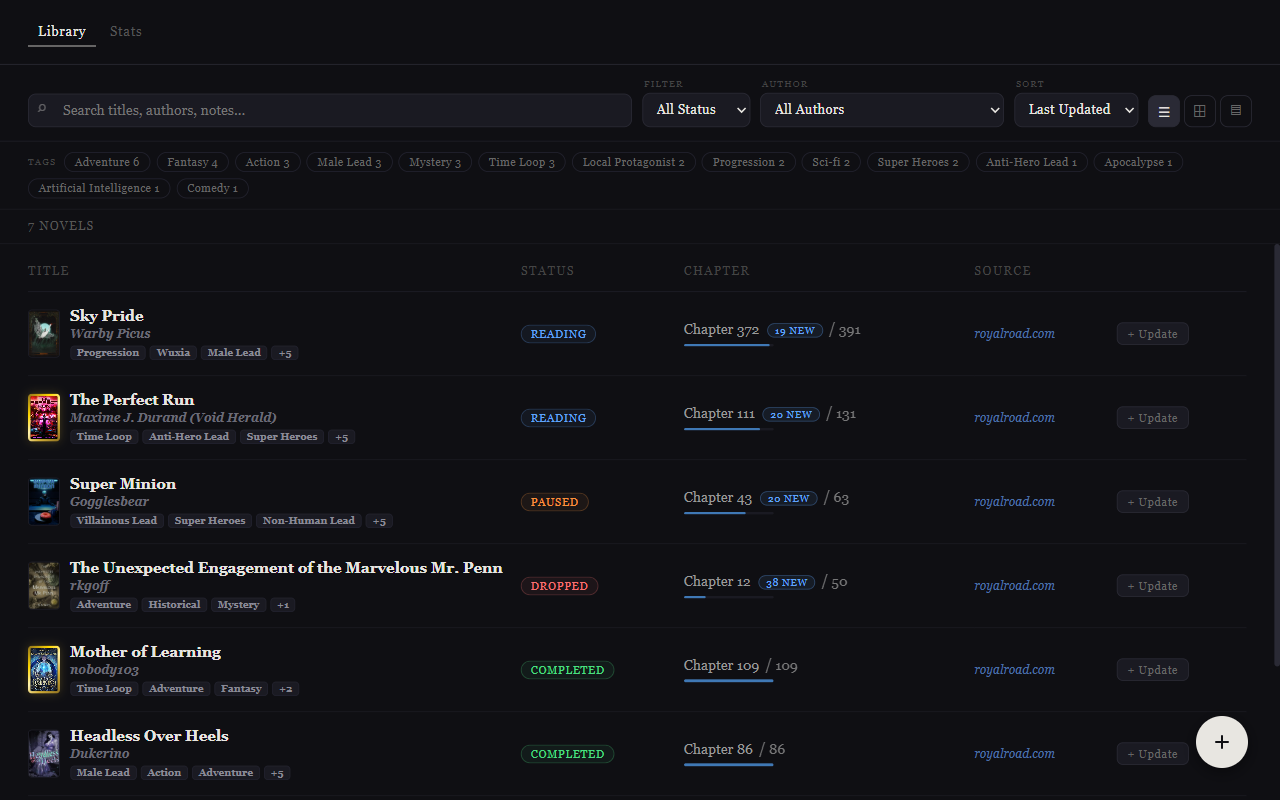 Library Stats
FILTER AUTHOR SORT
Search titles, authors, notes... All Status All Authors Last Updated
TAGS Adventure 6 Fantasy 4 Action 3 Male Lead 3 Mystery 3 Time Loop 3 Local Protagonist 2 Progression 2 Sci-fi 2 Super Heroes 2 Anti-Hero Lead 1 Apocalypse 1
Artificial Intelligence 1 Comedy 1
7 NOVELS
TITLE STATUS CHAPTER SOURCE
Sky Pride
Warby Picus
Progression Wuxia Male Lead +5
READING
Chapter 372 19 NEW / 391
royalroad.com
+ Update
The Perfect Run
Maxime J. Durand (Void Herald)
Time Loop Anti-Hero Lead Super Heroes +5
READING
Chapter 111 20 NEW / 131
royalroad.com
+ Update
Super Minion
Gogglesbear
Villainous Lead Super Heroes Non-Human Lead +5
PAUSED
Chapter 43 20 NEW / 63
royalroad.com
+ Update
The Unexpected Engagement of the Marvelous Mr. Penn
rkgoff
Adventure Historical Mystery +1
DROPPED
Chapter 12 38 NEW / 50
royalroad.com
+ Update
Mother of Learning
nobody103
Time Loop Adventure Fantasy +2
COMPLETED
Chapter 109 / 109
royalroad.com
+ Update
Headless Over Heels
Dukerino
Male Lead Action Adventure +5
COMPLETED
Chapter 86 / 86
royalroad.com
+ Update
+